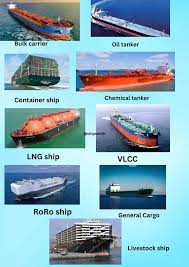 Bulk carrier
Oil tanker
Container ship
Chemical tanker
LNG ship
VLCC
RoRo ship
General Cargo
Livestock ship